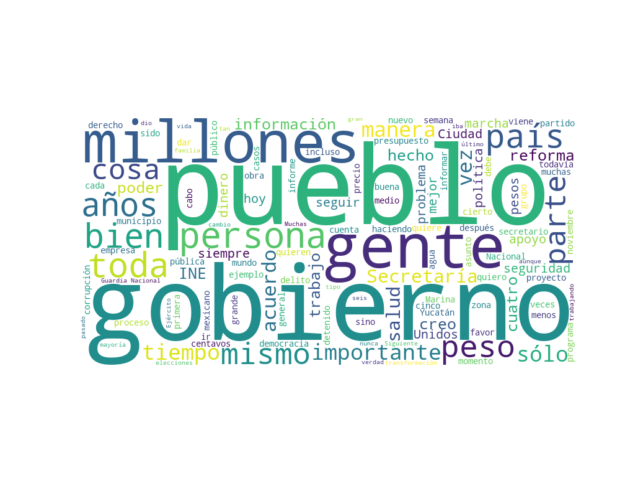 derecho
dio
vida
tan
información
gran
nuevo
semana
iba
viene
partido
millones
sido
familia
público
dar
casos
manera
marcha
Ciudad
presupuesto
último
país
cosa
cada
poder
dinero
obra
informe
incluso
hecho
problema
informar
vez
política
debe
reforma
todavía
muchas
años
cabo
hoy
pueblo
precio
seguir
buena
medio
mejor
pesos
grupo
cierto
parte
municipio
cambio
Muchas
bien
persona
cuenta
haciendo
quiere
después
secretario
apoyo
noviembre
empresa
siempre
quieren
gente
agua
asunto
Nacional
aunque
toda
pública
mundo
INE
ejemplo
acuerdo
delito
tipo
trabajo
Secretaría
quiero
seguridad
proyecto
corrupción
Guardia Nacional
primera
general
seis
salud
Marina
cinco
zona
cuatro
veces
menos
gobierno
proceso
Ejército
mexicano
grande
detenido
Yucatán
creo
programa
trabajando
pasado
ir
centavos
sino
democracia
nunca
Siguiente
Unidos
favor
mayoría
tiempo
elecciones
mismo
importante
verdad
transformación
peso
momento
sólo